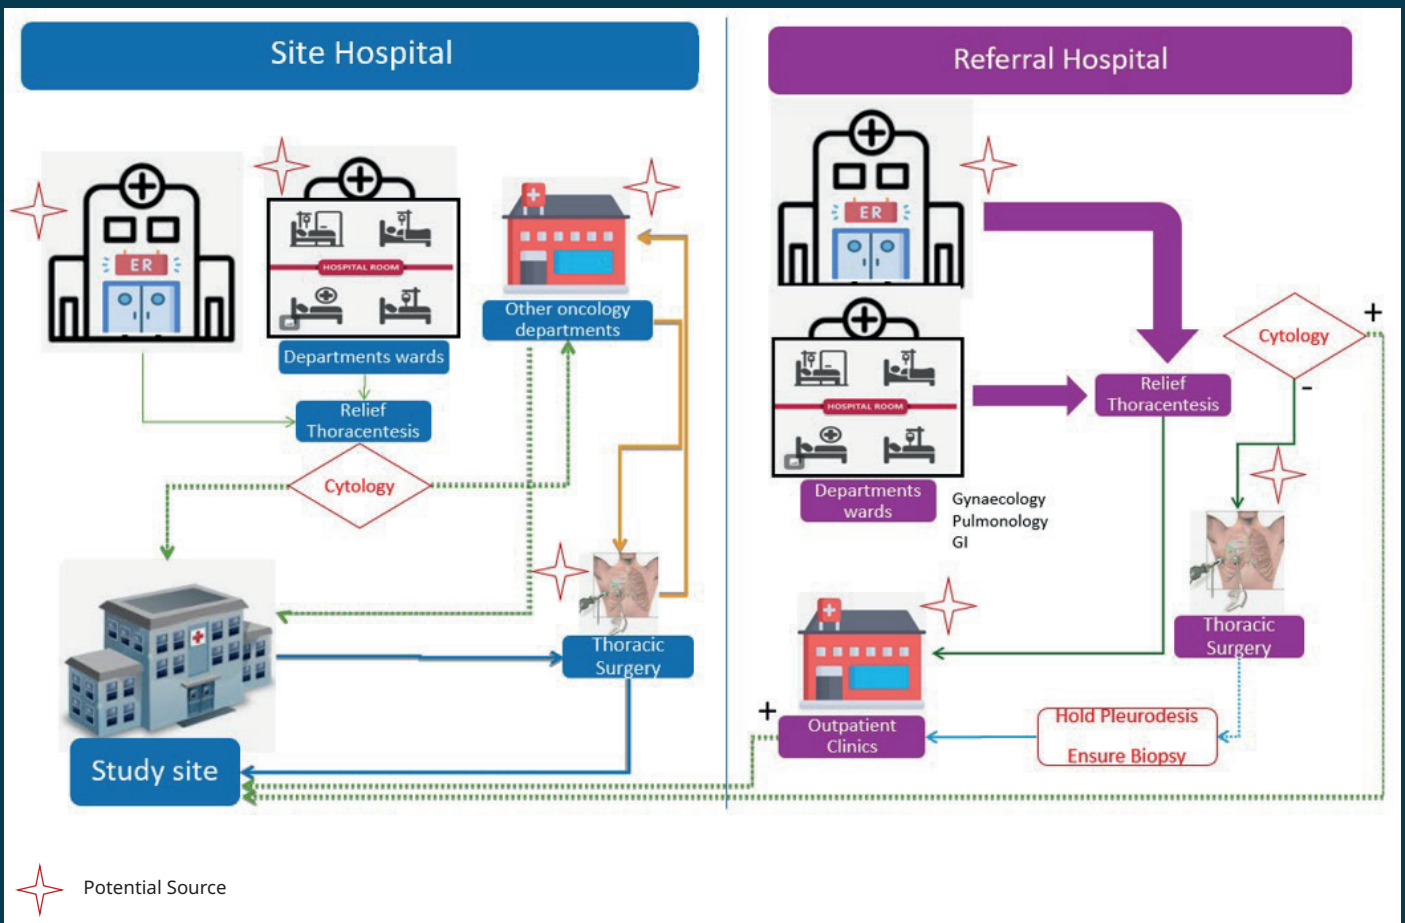 Site Hospital
Referral Hospital
ER
HOSPITAL ROOM
Departments wards
Other oncology
departments
Relief
Thoracentesis
Cytology
Thoracic
Surgery
Study site
ER
HOSPITAL ROOM
Departments
wards
Gynaecology
Pulmonology
GI
Relief
Thoracentesis
Cytology
+
-
Thoracic
Surgery
Hold Pleurodesis
Ensure Biopsy
+
Outpatient
Clinics
Potential Source